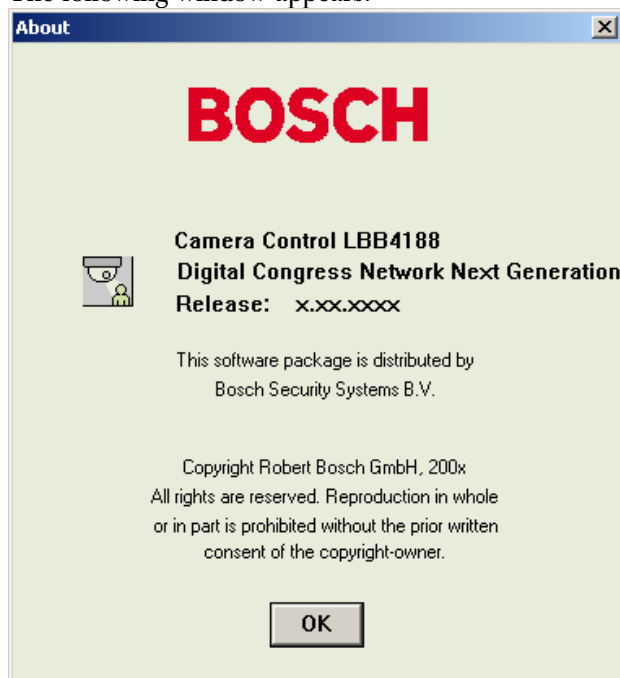 The following window appears:
About
BOSCH
Camera Control LBB4188
Digital Congress Network Next Generation
Release: x.xx.xxxx
This software package is distributed by
Bosch Security Systems B.V.
Copyright Robert Bosch GmbH, 200x
All rights are reserved. Reproduction in whole
or in part is prohibited without the prior written
consent of the copyright-owner.
OK